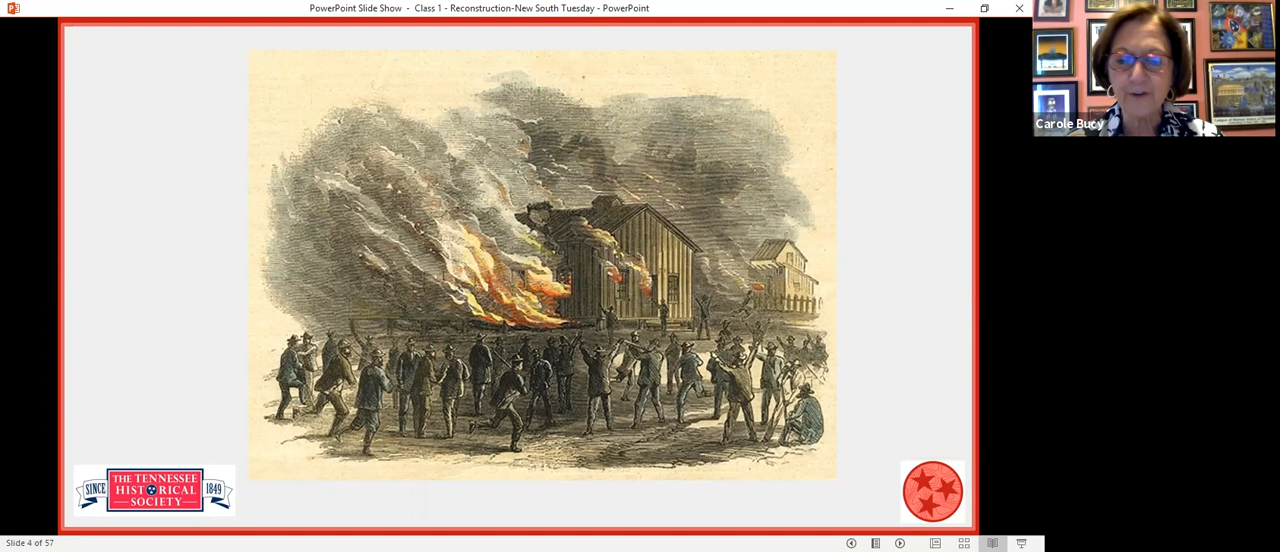 PowerPoint Slide Show - Class 1 - Reconstruction-New South Tuesday - PowerPoint
Carole Bucy
SINCE
THE TENNESSEE
HISTORICAL
SOCIETY
1849
Slide 4 of 57